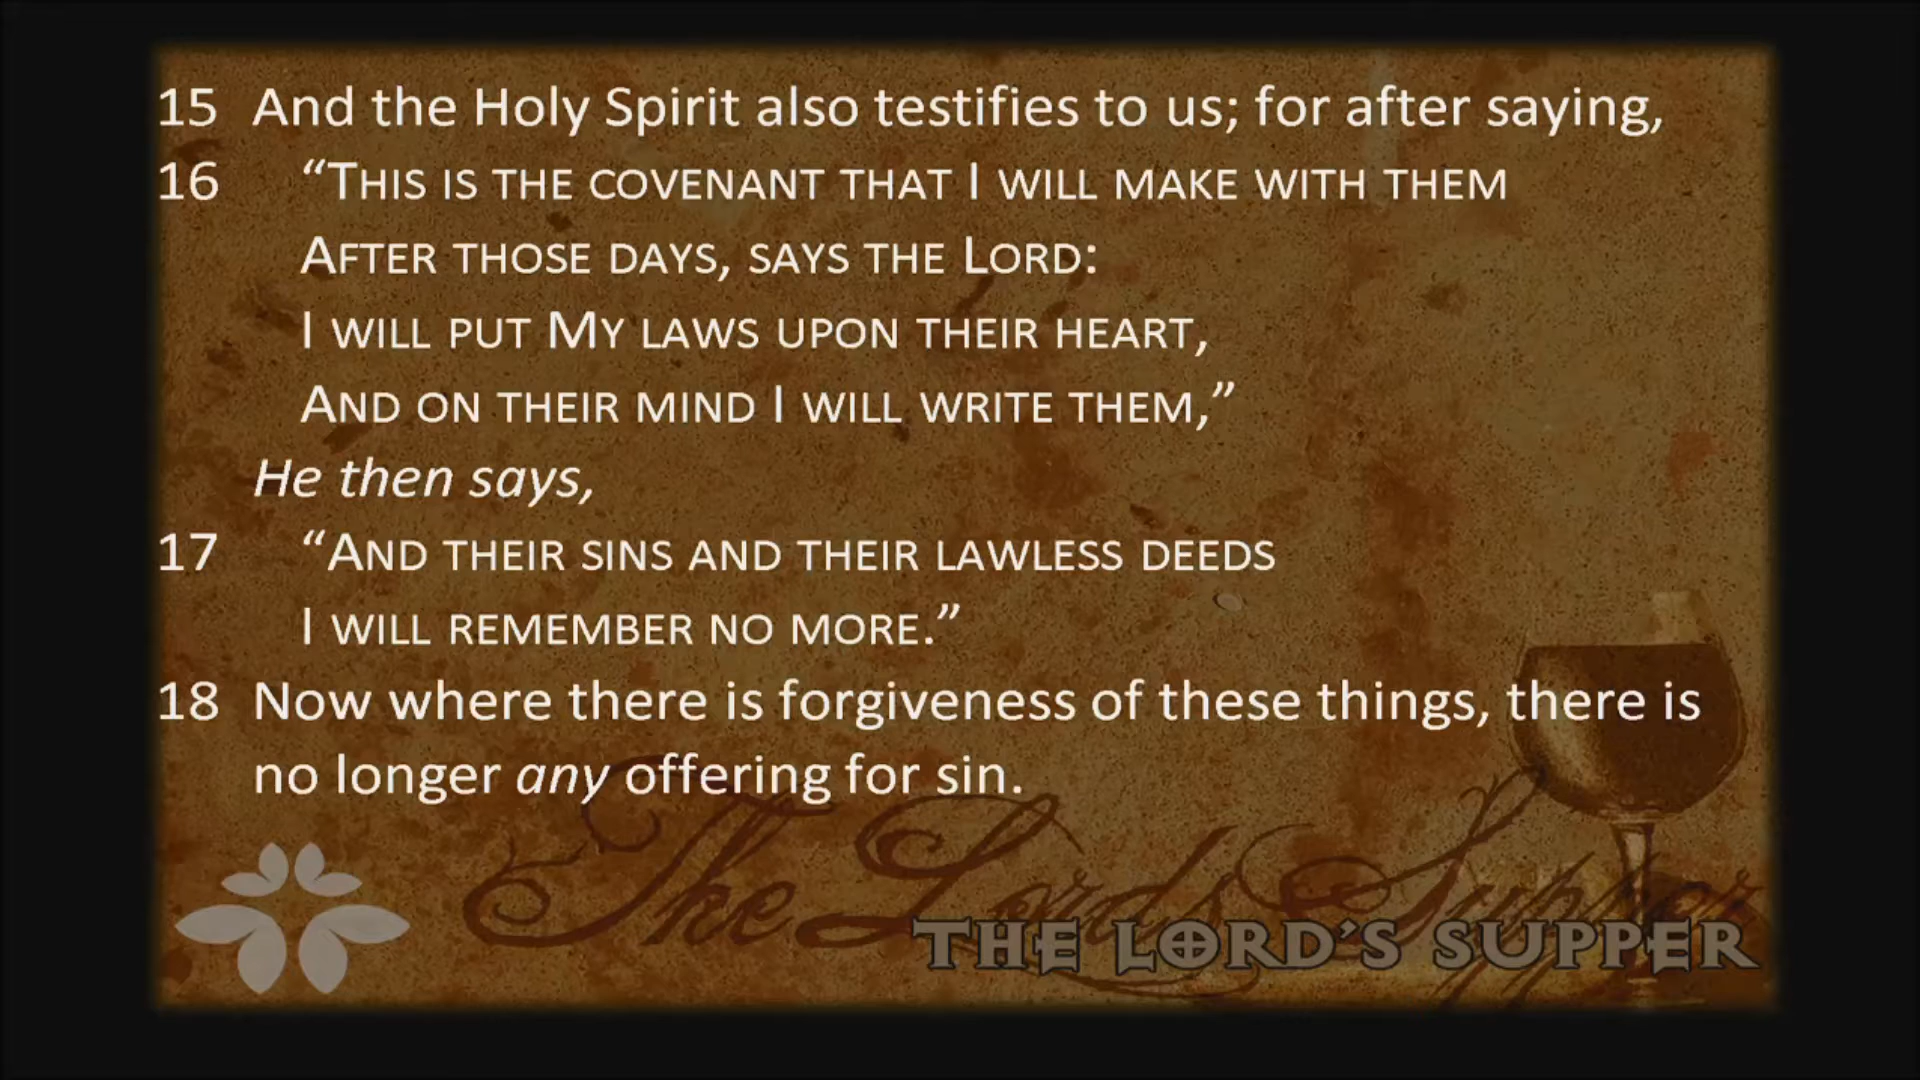 15 And the Holy Spirit also testifies to us; for after saying,
16 “THIS IS THE COVENANT THAT I WILL MAKE WITH THEM
AFTER THOSE DAYS, SAYS THE LORD:
I WILL PUT MY LAWS UPON THEIR HEART,
AND ON THEIR MIND I WILL WRITE THEM,”
He then says,
17 “AND THEIR SINS AND THEIR LAWLESS DEEDS
I WILL REMEMBER NO MORE.”
18 Now where there is forgiveness of these things, there is
no longer any offering for sin.
The Lords Supper
THE LORD’S SUPPER